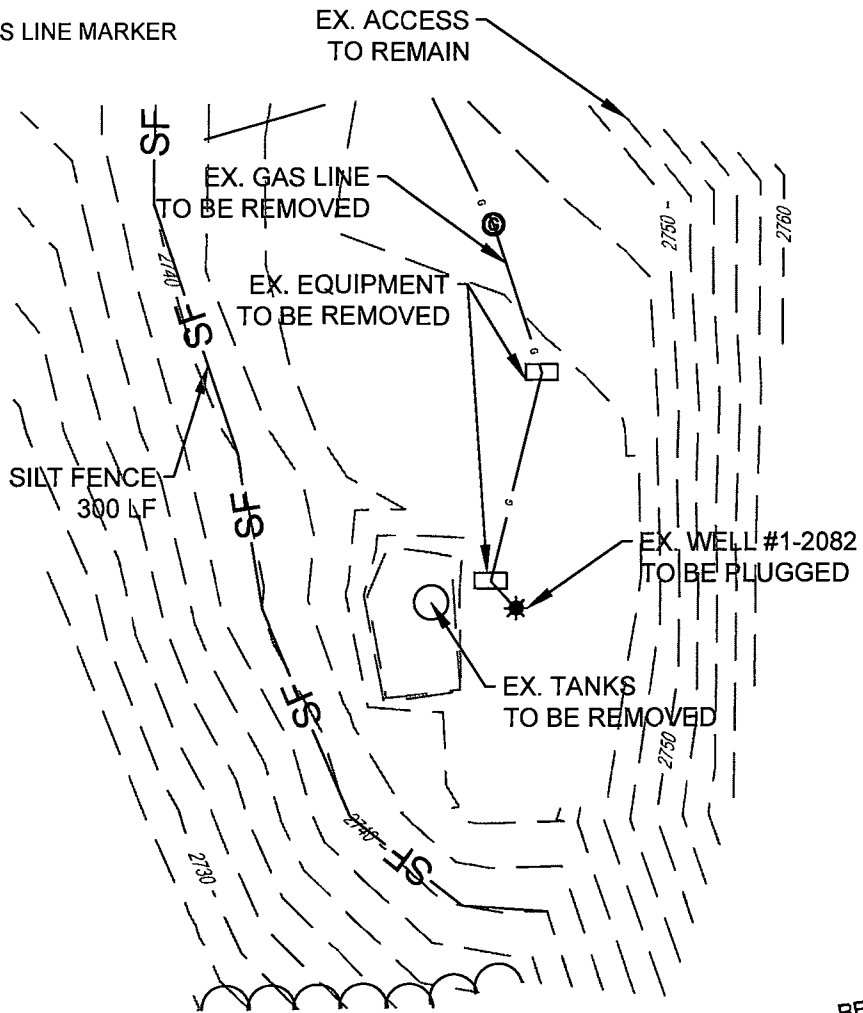 S LINE MARKER
EX. ACCESS
TO REMAIN
SF
EX. GAS LINE
TO BE REMOVED
G
2750
2760
2740
EX. EQUIPMENT
TO BE REMOVED
SF
G
SILT FENCE
300 LF
SF
G
EX. WELL #1-2082
TO BE PLUGGED
EX. TANKS
TO BE REMOVED
SF
2750
2740
SF
2730